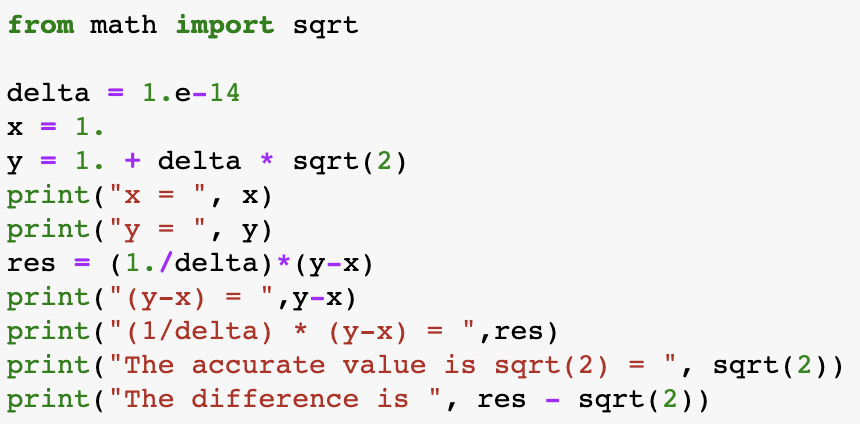 from math import sqrt
delta = 1.e-14
x = 1.
y = 1. + delta * sqrt(2)
print("x = ", x)
print("y = ", y)
res = (1./delta)*(y-x)
print("(y-x) = ",y-x)
print("(1/delta) * (y-x) = ",res)
print("The accurate value is sqrt(2) = ", sqrt(2))
print("The difference is ", res - sqrt(2))